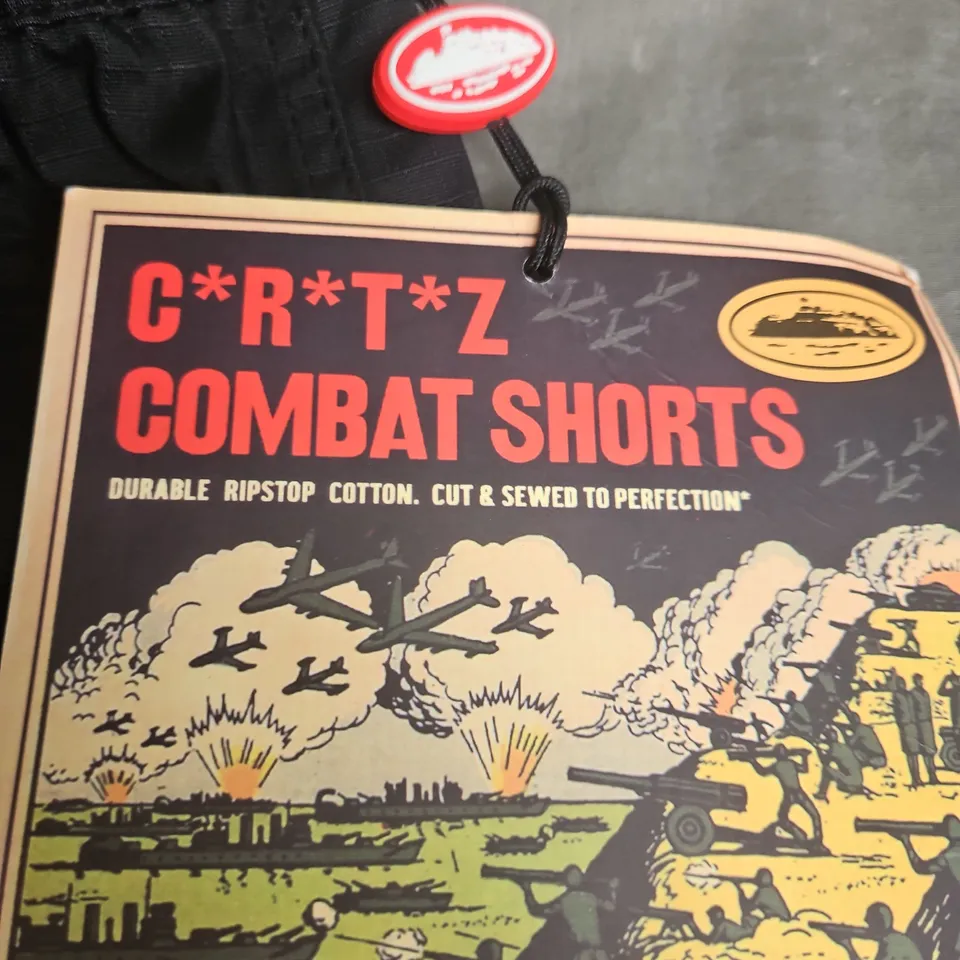 C*R*T*Z
COMBAT SHORTS
DURABLE RIPSTOP COTTON. CUT & SEWED TO PERFECTION*